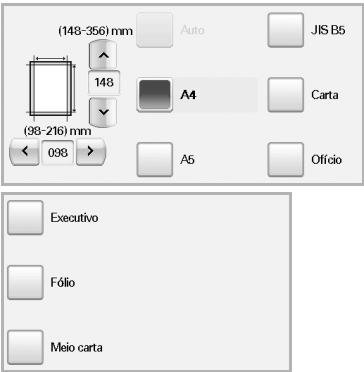 (148-356) mm
148
(98-216) mm
098
Auto
A4
A5
JIS B5
Carta
Ofício
Executivo
Fólio
Meio carta